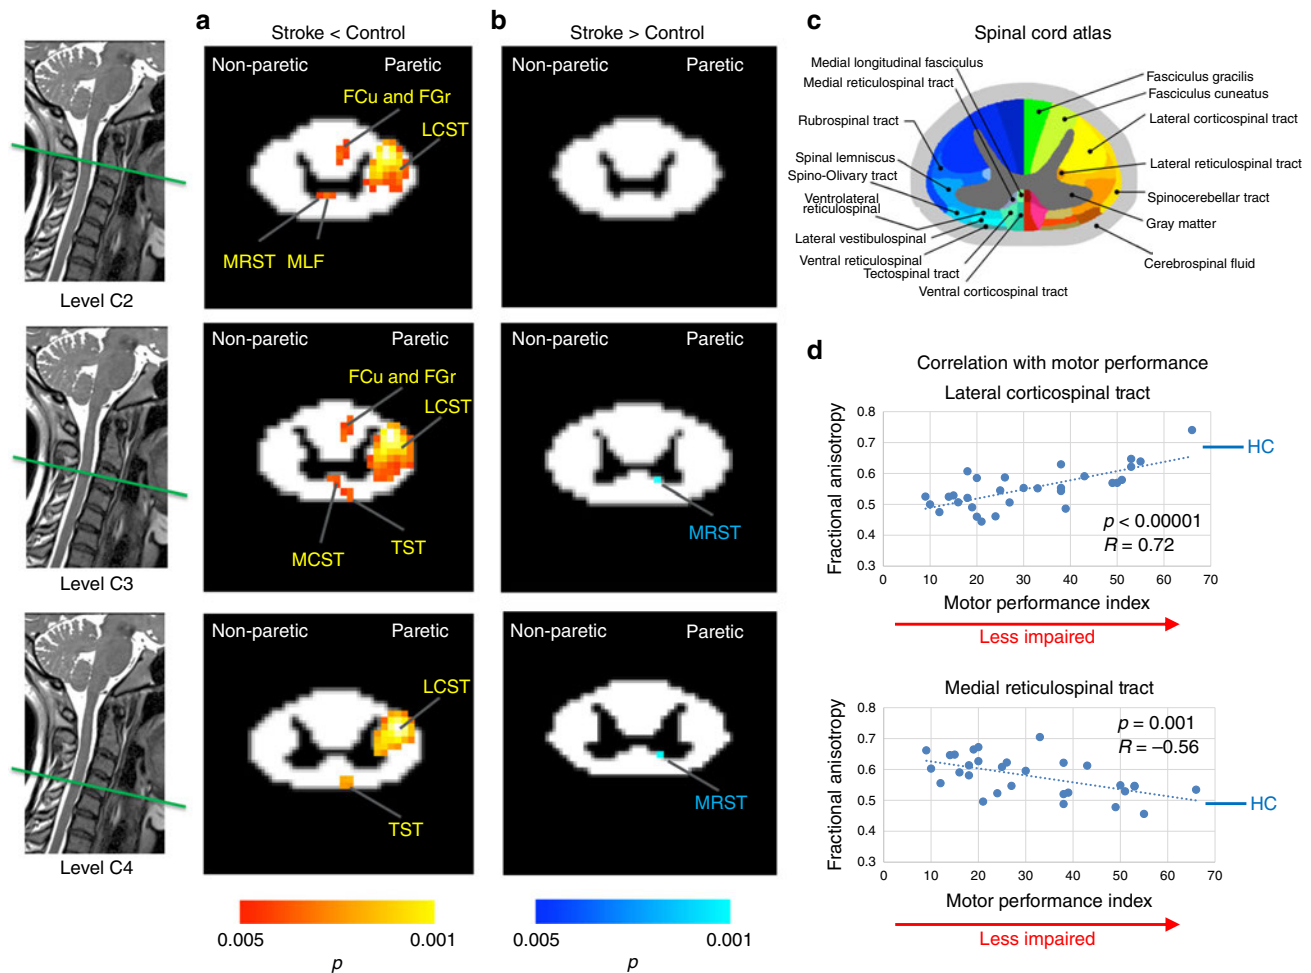 a
Stroke < Control
Non-paretic
Paretic
FCu and FGr
LCST
MRST
MLF
Level C2
Non-paretic
Paretic
FCu and FGr
LCST
MCST
TST
Level C3
Non-paretic
Paretic
LCST
TST
Level C4
0.005
0.001
p
b
Stroke > Control
Non-paretic
Paretic
Non-paretic
Paretic
MRST
Non-paretic
Paretic
MRST
0.005
0.001
p
c
Spinal cord atlas
Medial longitudinal fasciculus
Medial reticulospinal tract
Rubrospinal tract
Spinal lemniscus
Spino-Olivary tract
Ventrolateral
reticulospinal
Lateral vestibulospinal
Ventral reticulospinal
Tectospinal tract
Ventral corticospinal tract
Fasciculus gracilis
Fasciculus cuneatus
Lateral corticospinal tract
Lateral reticulospinal tract
Spinocerebellar tract
Gray matter
Cerebrospinal fluid
d
Correlation with motor performance
Lateral corticospinal tract
Fractional anisotropy
0.8
0.7
0.6
0.5
0.4
0.3
HC
p < 0.00001
R = 0.72
0 10 20 30 40 50 60 70
Motor performance index
Less impaired
Medial reticulospinal tract
Fractional anisotropy
0.8
0.7
0.6
0.5
0.4
0.3
p = 0.001
R = −0.56
HC
0 10 20 30 40 50 60 70
Motor performance index
Less impaired